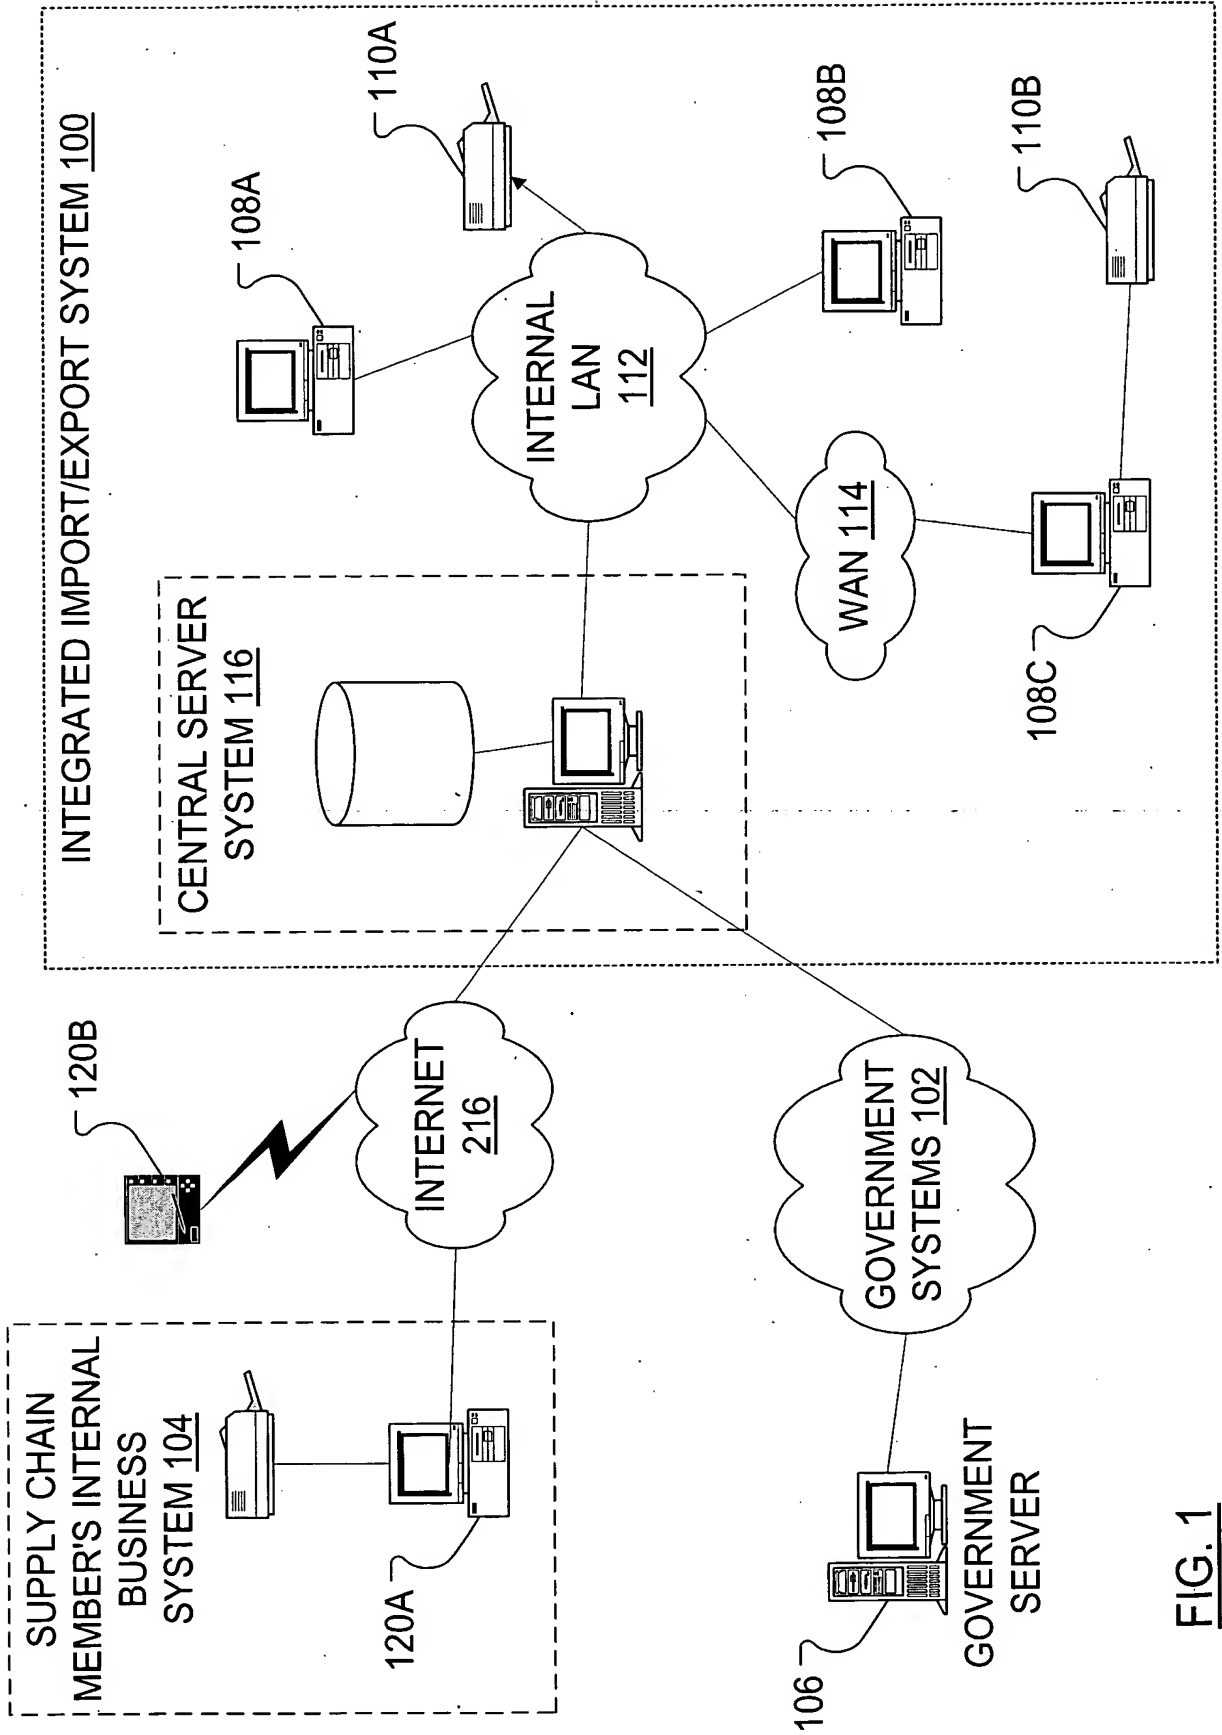 SUPPLY CHAIN
MEMBER'S INTERNAL
BUSINESS
SYSTEM 104
120A
120B
INTERNET
216
INTEGRATED IMPORT/EXPORT SYSTEM 100
CENTRAL SERVER
SYSTEM 116
108A
110A
INTERNAL
LAN
112
108B
WAN 114
108C
110B
GOVERNMENT
SYSTEMS 102
106
GOVERNMENT
SERVER
FIG. 1